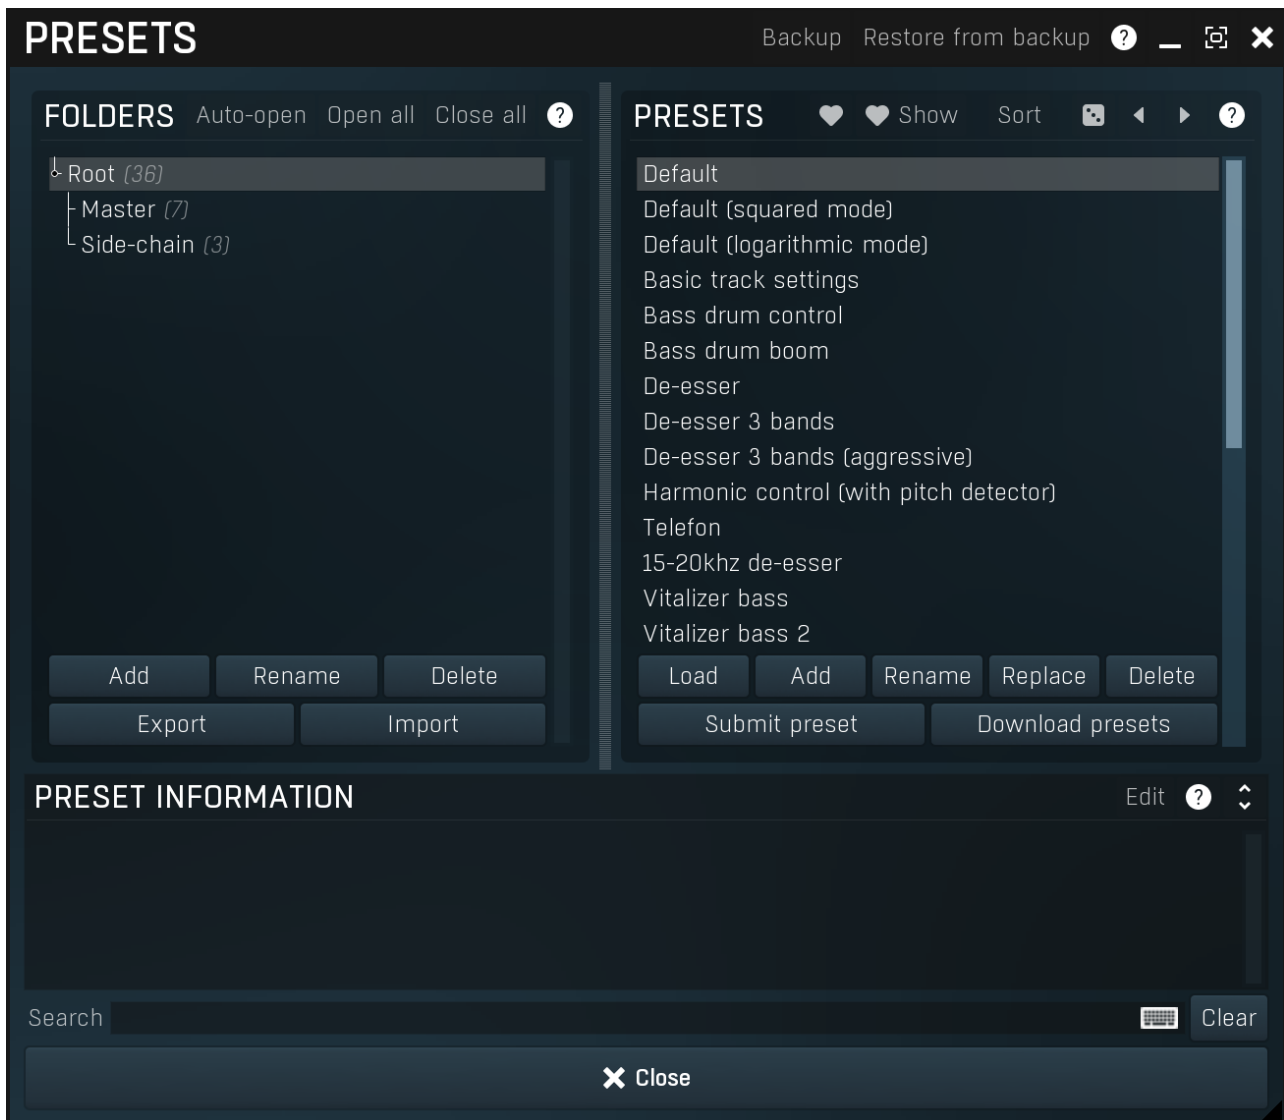 PRESETS Backup Restore from backup ?
FOLDERS Auto-open Open all Close all ?
Root (36)
Master (7)
Side-chain (3)
Add Rename Delete
Export Import
PRESETS Show Sort ?
Default
Default (squared mode)
Default (logarithmic mode)
Basic track settings
Bass drum control
Bass drum boom
De-esser
De-esser 3 bands
De-esser 3 bands (aggressive)
Harmonic control (with pitch detector)
Telefon
15-20khz de-esser
Vitalizer bass
Vitalizer bass 2
Load Add Rename Replace Delete
Submit preset Download presets
PRESET INFORMATION Edit ?
Search Clear
Close